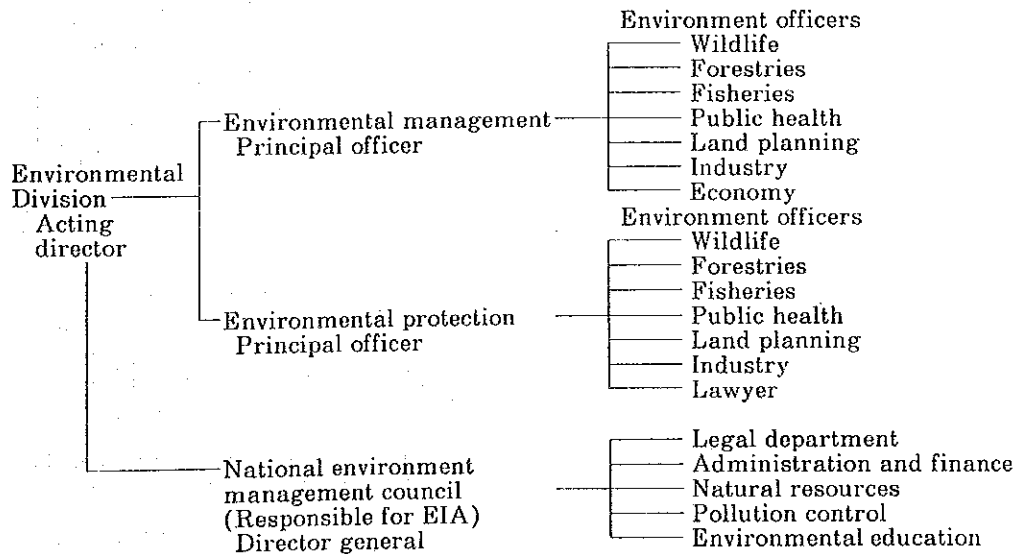 Environmental
Division
Acting
director
Environmental management
Principal officer
Environment officers
Wildlife
Forestries
Fisheries
Public health
Land planning
Industry
Economy
Environmental protection
Principal officer
Environment officers
Wildlife
Forestries
Fisheries
Public health
Land planning
Industry
Lawyer
National environment
management council
(Responsible for EIA)
Director general
Legal department
Administration and finance
Natural resources
Pollution control
Environmental education